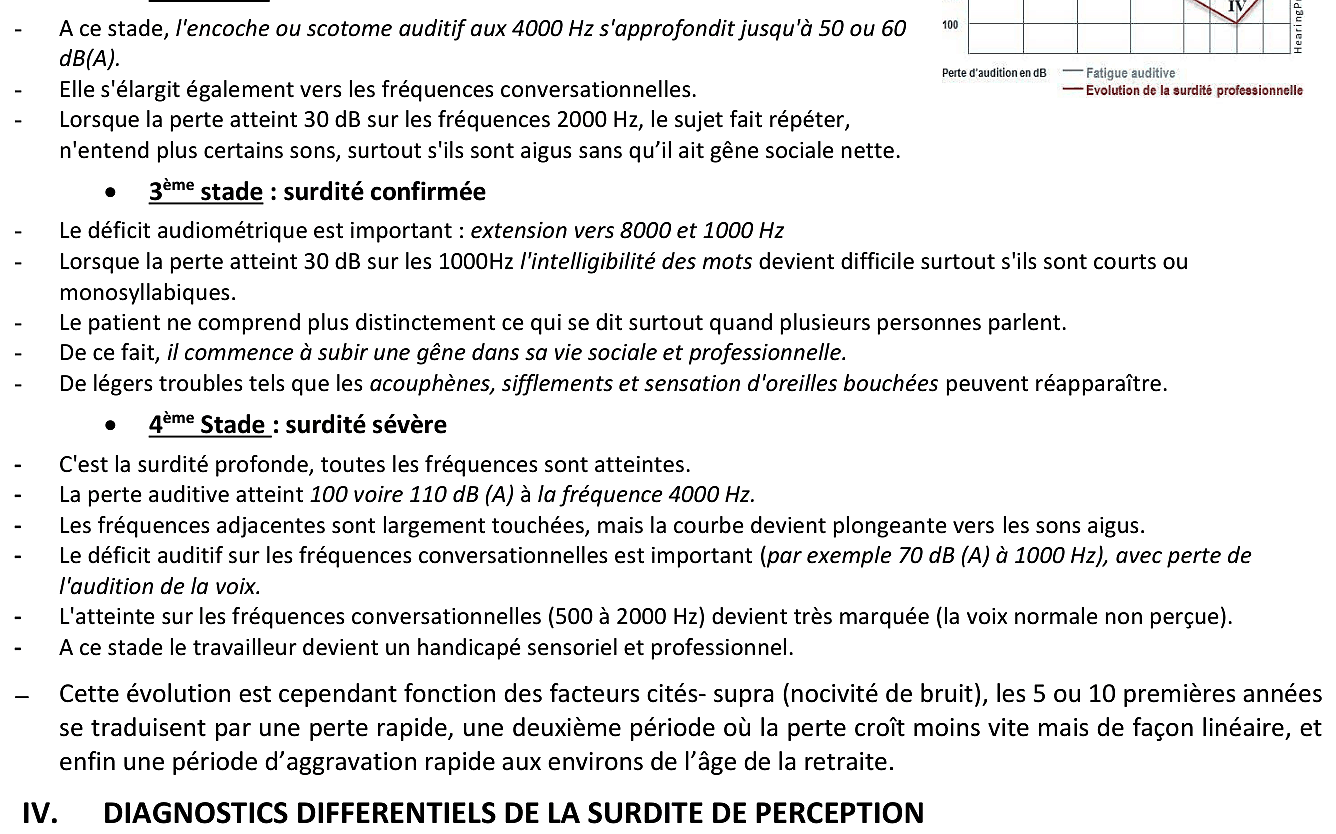 - A ce stade, l'encoche ou scotome auditif aux 4000 Hz s'approfondit jusqu'à 50 ou 60
dB(A).
- Elle s'élargit également vers les fréquences conversationnelles.
- Lorsque la perte atteint 30 dB sur les fréquences 2000 Hz, le sujet fait répéter,
n'entend plus certains sons, surtout s'ils sont aigus sans qu’il ait gêne sociale nette.
IV
100
Perte d'audition en dB
Fatigue auditive
Evolution de la surdité professionnelle
• 3ème stade : surdité confirmée
- Le déficit audiométrique est important : extension vers 8000 et 1000 Hz
- Lorsque la perte atteint 30 dB sur les 1000Hz l'intelligibilité des mots devient difficile surtout s'ils sont courts ou
monosyllabiques.
- Le patient ne comprend plus distinctement ce qui se dit surtout quand plusieurs personnes parlent.
- De ce fait, il commence à subir une gêne dans sa vie sociale et professionnelle.
- De légers troubles tels que les acouphènes, sifflements et sensation d'oreilles bouchées peuvent réapparaître.
• 4ème Stade : surdité sévère
- C'est la surdité profonde, toutes les fréquences sont atteintes.
- La perte auditive atteint 100 voire 110 dB (A) à la fréquence 4000 Hz.
- Les fréquences adjacentes sont largement touchées, mais la courbe devient plongeante vers les sons aigus.
- Le déficit auditif sur les fréquences conversationnelles est important (par exemple 70 dB (A) à 1000 Hz), avec perte de
l'audition de la voix.
- L'atteinte sur les fréquences conversationnelles (500 à 2000 Hz) devient très marquée (la voix normale non perçue).
- A ce stade le travailleur devient un handicapé sensoriel et professionnel.
– Cette évolution est cependant fonction des facteurs cités- supra (nocivité de bruit), les 5 ou 10 premières années
se traduisent par une perte rapide, une deuxième période où la perte croît moins vite mais de façon linéaire, et
enfin une période d’aggravation rapide aux environs de l’âge de la retraite.
IV. DIAGNOSTICS DIFFERENTIELS DE LA SURDITE DE PERCEPTION